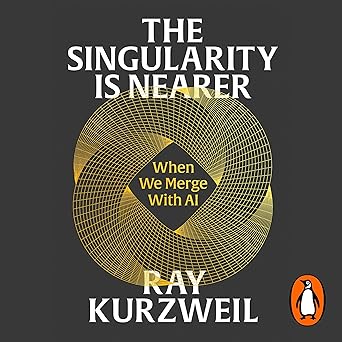 THE
SINGULARITY
IS NEARER
When
We Merge
With AI
RAY
KURZWEIL